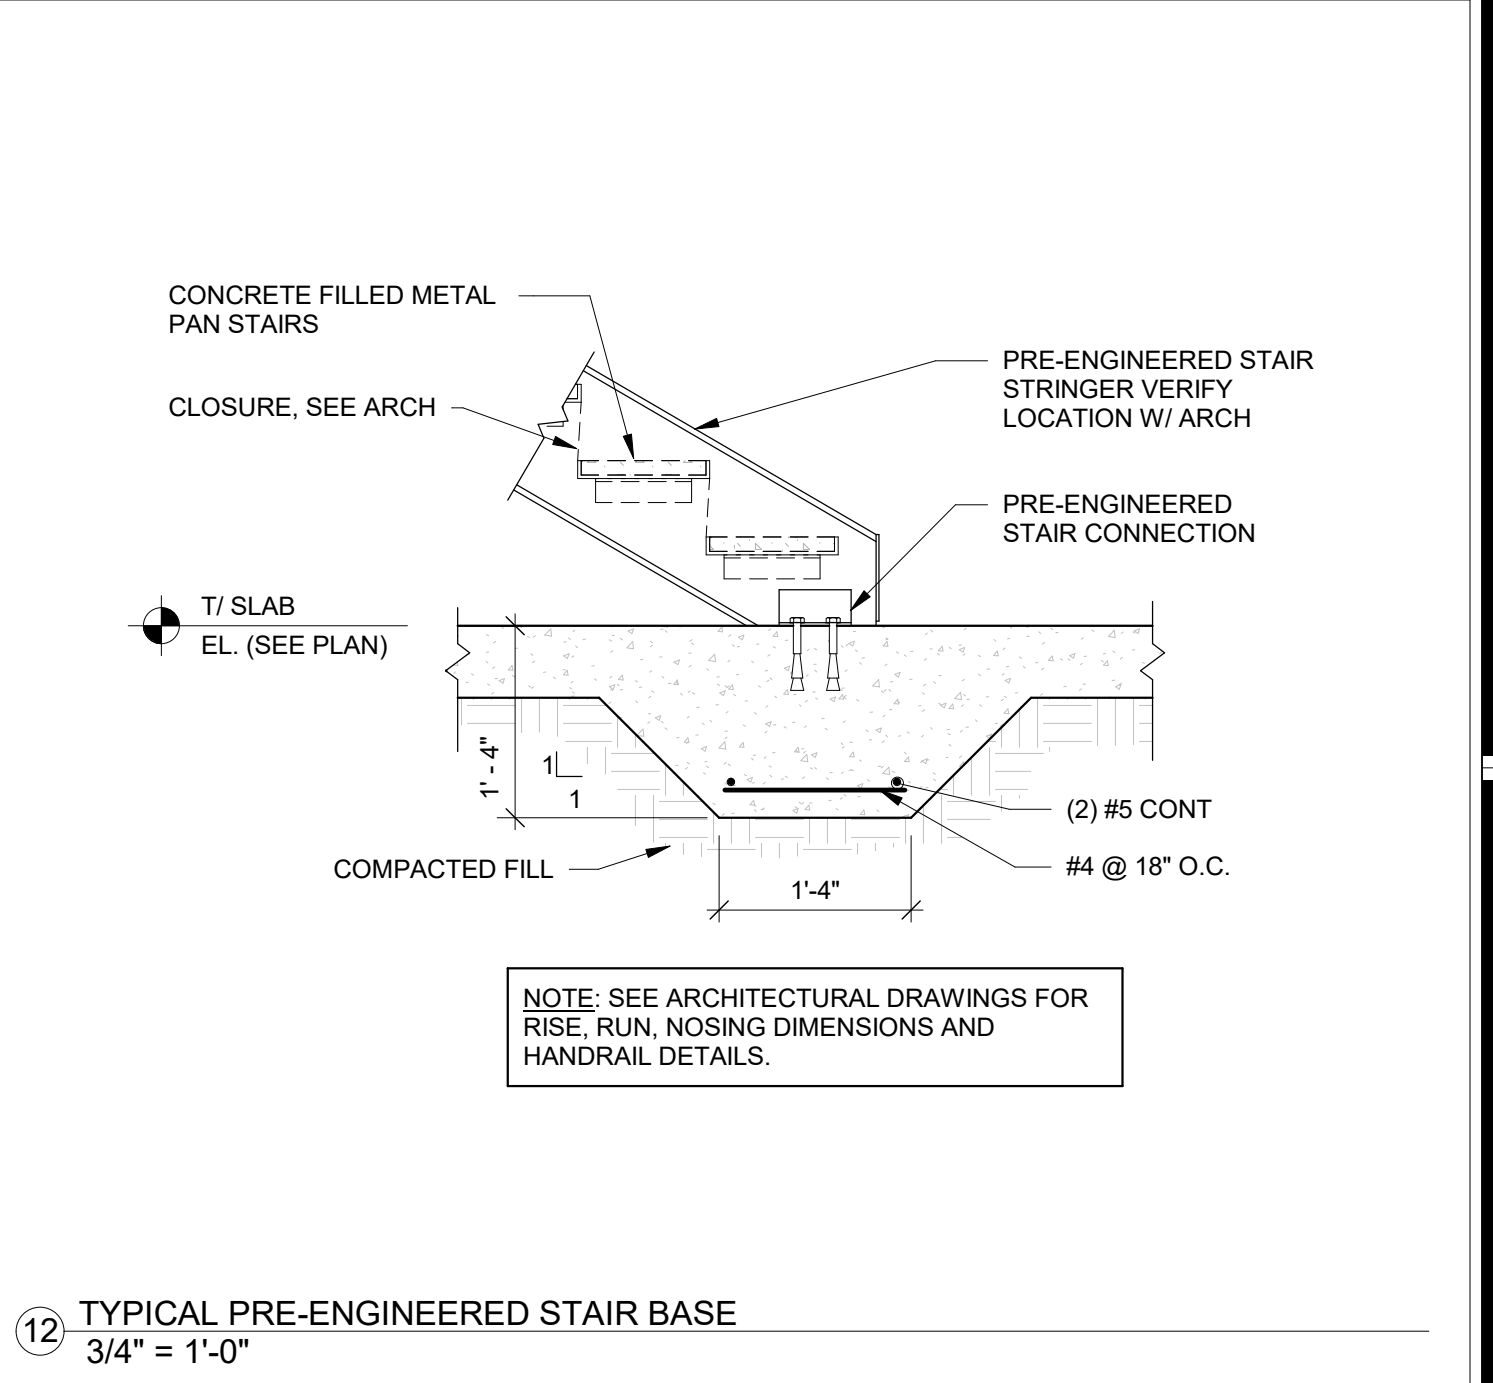 CONCRETE FILLED METAL
PAN STAIRS
CLOSURE, SEE ARCH
PRE-ENGINEERED STAIR
STRINGER VERIFY
LOCATION W/ ARCH
PRE-ENGINEERED
STAIR CONNECTION
T/ SLAB
EL. (SEE PLAN)
1' - 4"
1
1
(2) #5 CONT
#4 @ 18" O.C.
COMPACTED FILL
1'-4"
NOTE: SEE ARCHITECTURAL DRAWINGS FOR
RISE, RUN, NOSING DIMENSIONS AND
HANDRAIL DETAILS.
12 TYPICAL PRE-ENGINEERED STAIR BASE
3/4" = 1'-0"